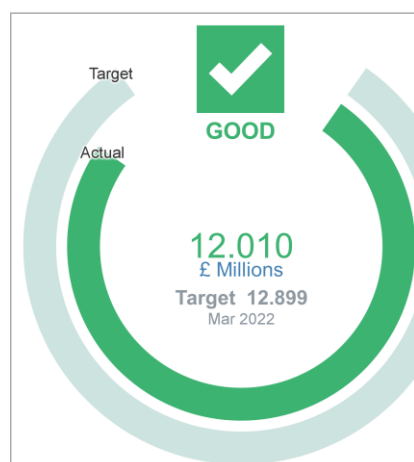 Target
GOOD
Actual
12.010
£ Millions
Target 12.899
Mar 2022